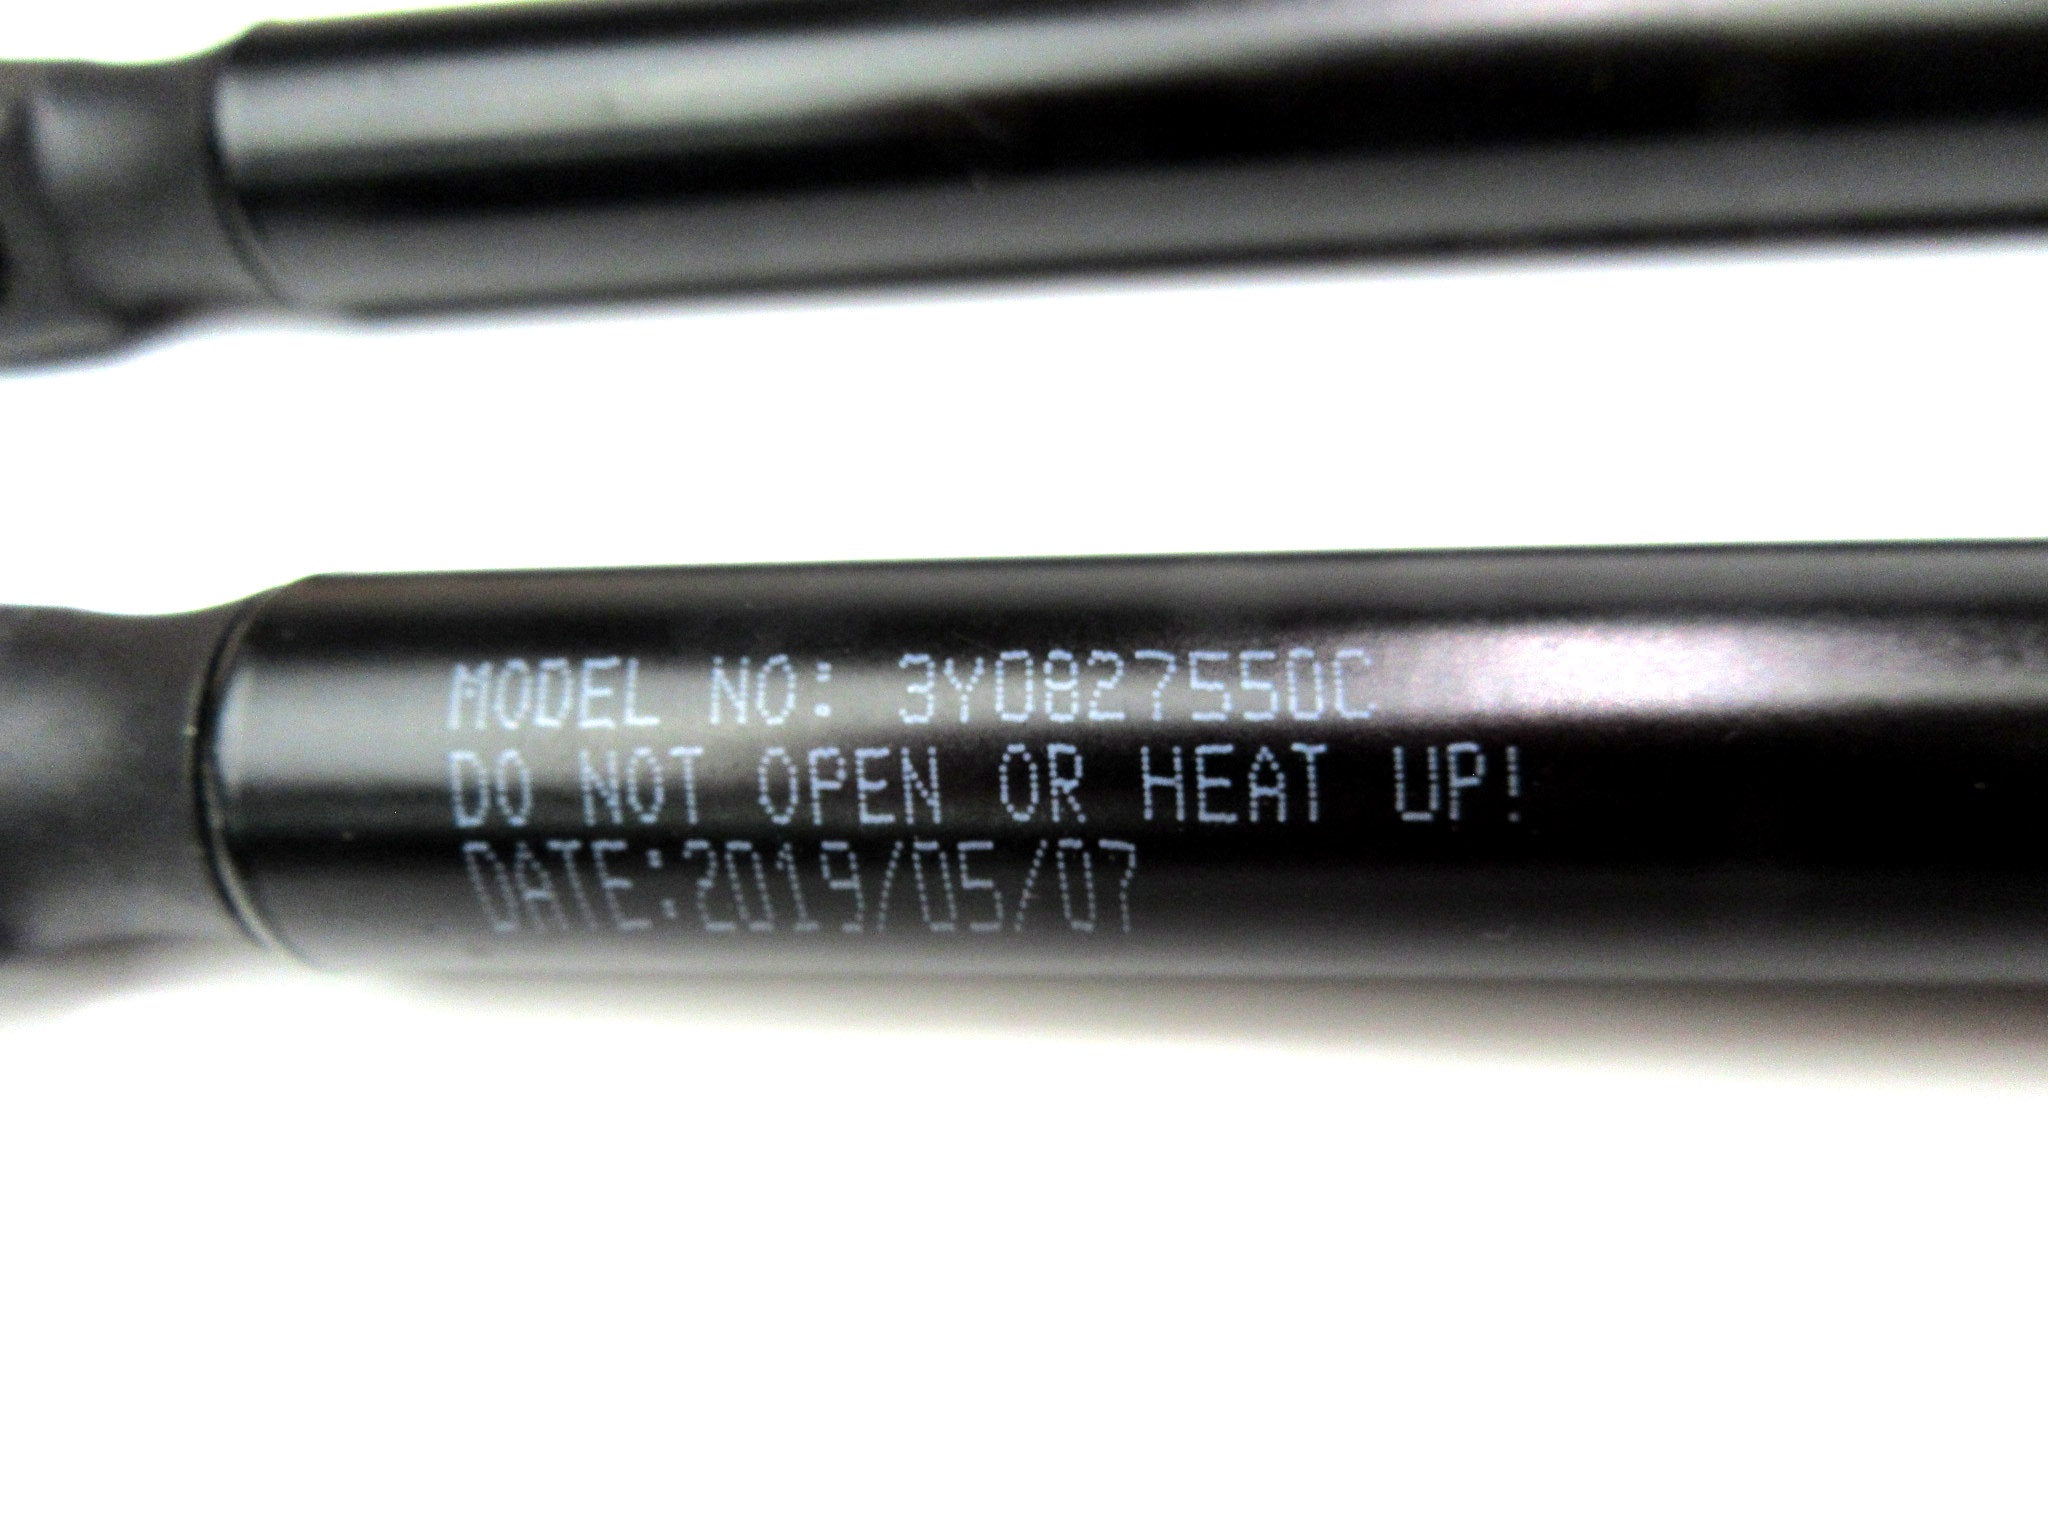 MODEL NO: 3Y0827550C
DO NOT OPEN OR HEAT UP!
DATE:2019/05/07